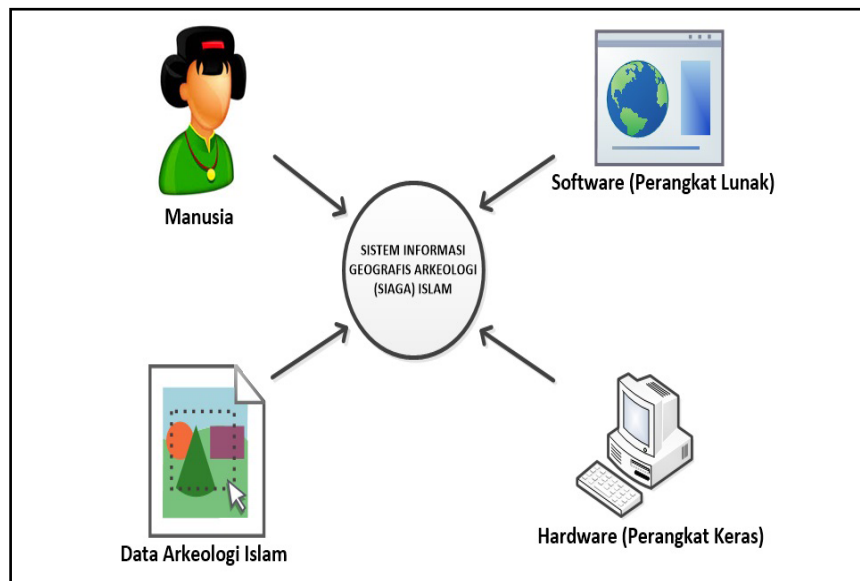 Manusia
Software (Perangkat Lunak)
SISTEM INFORMASI
GEOGRAFIS ARKEOLOGI
(SIAGA) ISLAM
Data Arkeologi Islam
Hardware (Perangkat Keras)